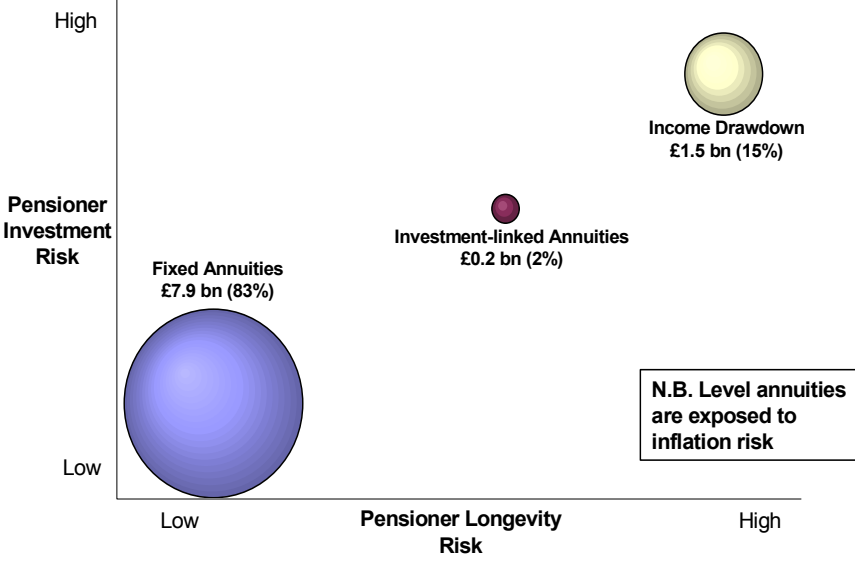 High
Income Drawdown
£1.5 bn (15%)
Pensioner
Investment
Risk
Investment-linked Annuities
£0.2 bn (2%)
Fixed Annuities
£7.9 bn (83%)
N.B. Level annuities
are exposed to
inflation risk
Low
Low
Pensioner Longevity
Risk
High